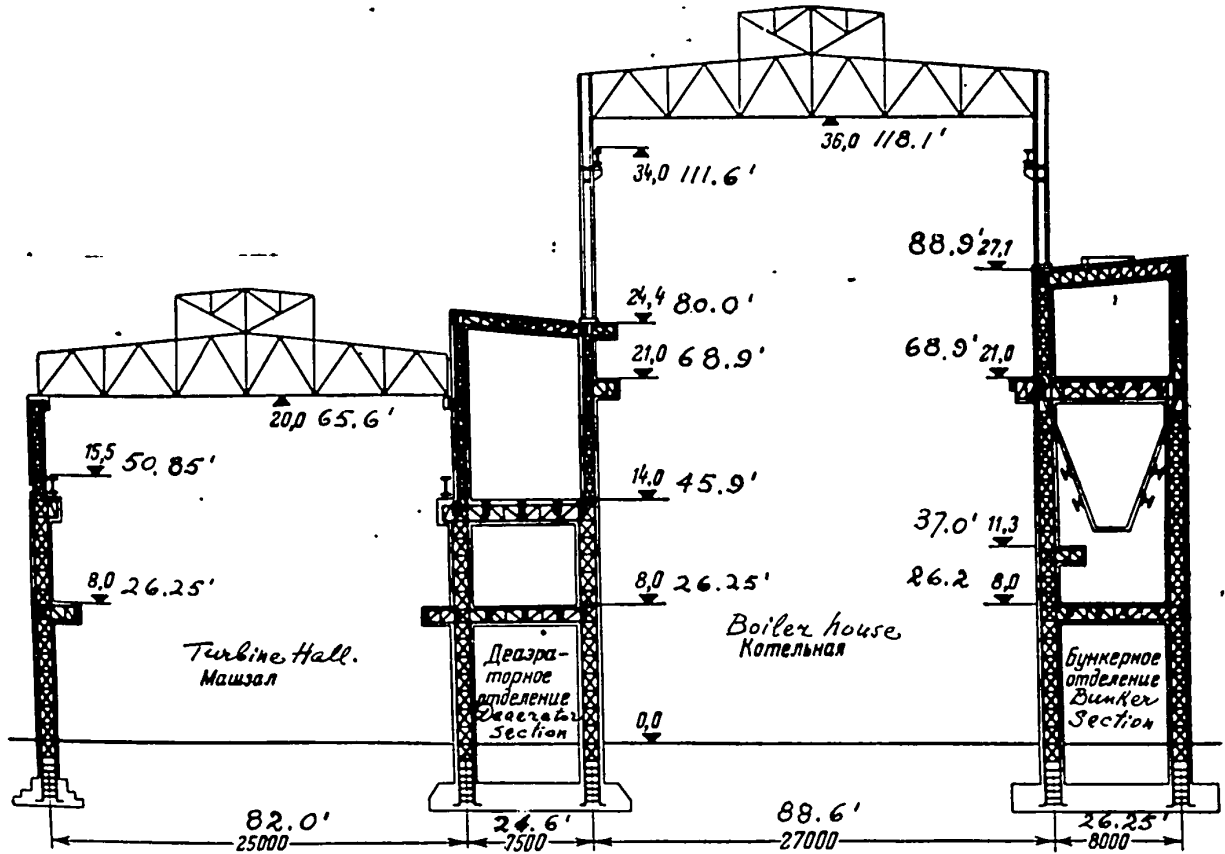 36,0 118.1'
34,0 111.6'
88.9' 27,1
24,4 80.0'
21,0 68.9'
68.9' 21,0
20,0 65.6'
15,5 50.85'
14,0 45.9'
37.0' 11,3
8,0 26.25'
8,0 26.25'
26.2 8,0
Turbine Hall.
Машзал
Деаэра-
торное
отделение
Deaerator
Section
Boiler house
Котельная
Бункерное
отделение
Bunker
Section
0,0
82.0'
25000
24.6'
7500
88.6'
27000
26.25'
8000